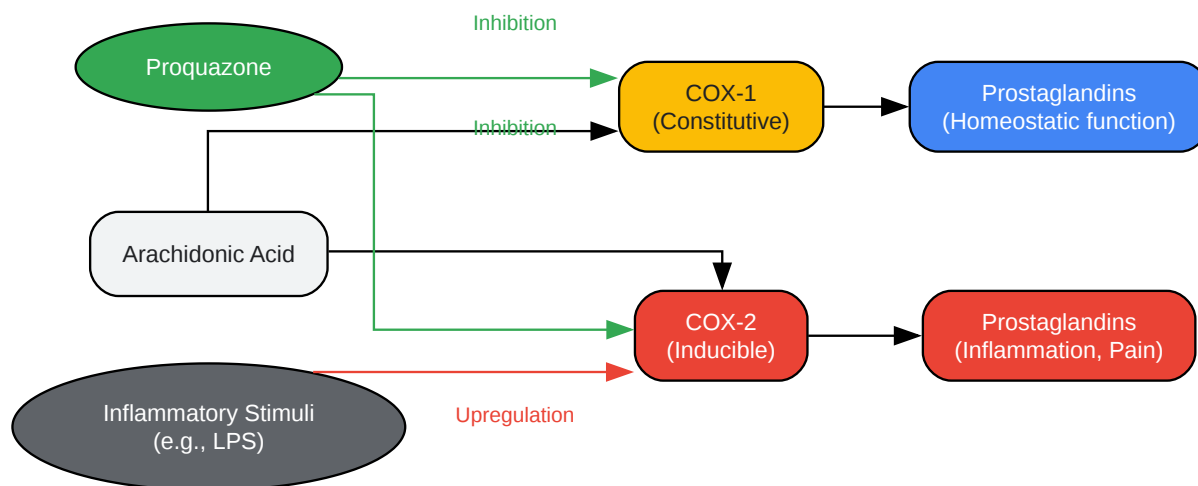 Inhibition
Proquazone
COX-1
(Constitutive)
Prostaglandins
(Homeostatic function)
Inhibition
Arachidonic Acid
COX-2
(Inducible)
Prostaglandins
(Inflammation, Pain)
Inflammatory Stimuli
(e.g., LPS)
Upregulation